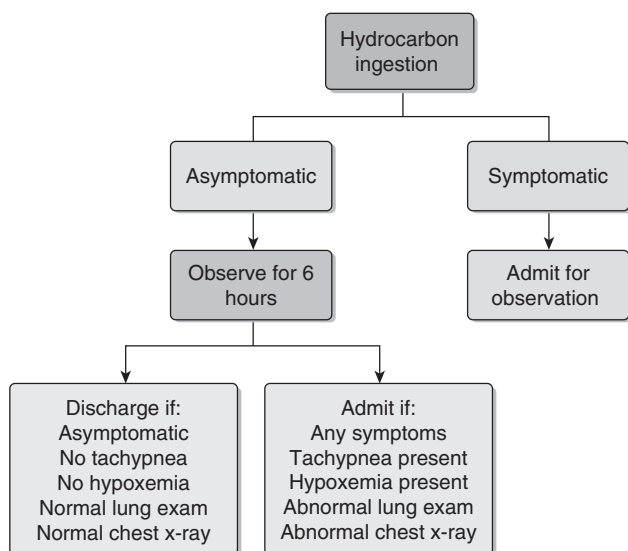 Hydrocarbon
ingestion
Asymptomatic
Symptomatic
Observe for 6
hours
Admit for
observation
Discharge if:
Asymptomatic
No tachypnea
No hypoxemia
Normal lung exam
Normal chest x-ray
Admit if:
Any symptoms
Tachypnea present
Hypoxemia present
Abnormal lung exam
Abnormal chest x-ray